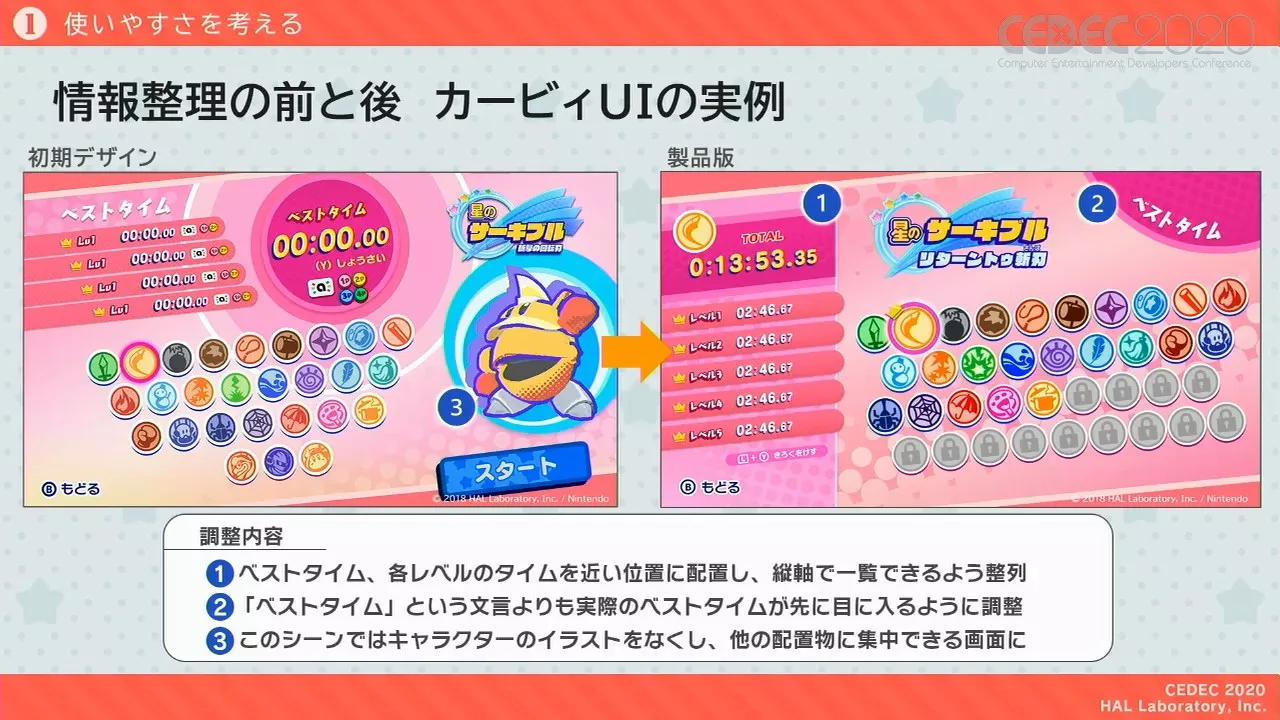 1 使いやすさを考える
CEDEC2020
Computer Entertainment Developers Conference
情報整理の前と後 カービィUIの実例
初期デザイン
ベストタイム
Lv1 00:00.00
Lv1 00:00.00
Lv1 00:00.00
Lv1 00:00.00
ベストタイム
00:00.00
(Y) しょうさい
星の
サーキブル
スタート
3
Ⓑ もどる
© 2018 HAL Laboratory, Inc. / Nintendo
製品版
TOTAL
0:13:53.35
1
星の サーキブル
リターントゥ斬刃
2
ベストタイム
レベル1 02:46.67
レベル2 02:46.67
レベル3 02:46.67
レベル4 02:46.67
レベル5 02:46.67
L + Y きろくをけす
Ⓑ もどる
© 2018 HAL Laboratory, Inc. / Nintendo
調整内容
1 ベストタイム、各レベルのタイムを近い位置に配置し、縦軸で一覧できるよう整列
2 「ベストタイム」という文言よりも実際のベストタイムが先に目に入るように調整
3 このシーンではキャラクターのイラストをなくし、他の配置物に集中できる画面に
CEDEC 2020
HAL Laboratory, Inc.